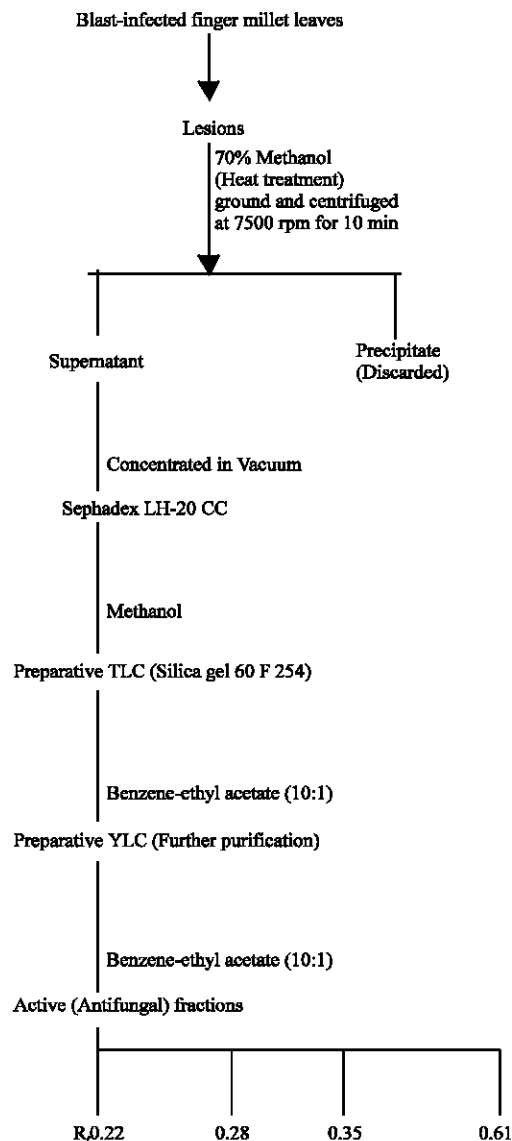 Blast-infected finger millet leaves
Lesions
70% Methanol
(Heat treatment)
ground and centrifuged
at 7500 rpm for 10 min
Supernatant
Precipitate
(Discarded)
Concentrated in Vacuum
Sephadex LH-20 CC
Methanol
Preparative TLC (Silica gel 60 F 254)
Benzene-ethyl acetate (10:1)
Preparative YLC (Further purification)
Benzene-ethyl acetate (10:1)
Active (Antifungal) fractions
Rf0.22 0.28 0.35 0.61